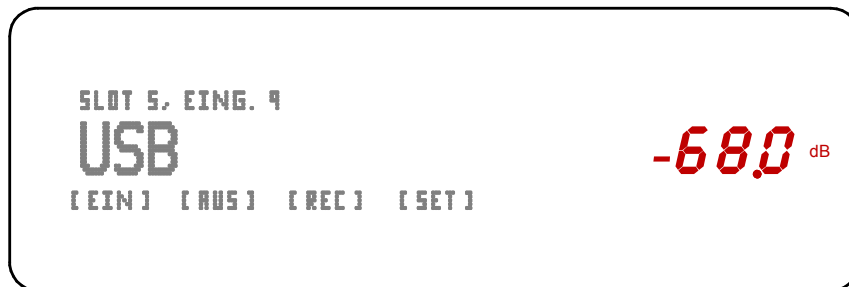 SLOT 5, EING. 9
USB
-68.0 dB
[EIN] [AUS] [REC] [SET]